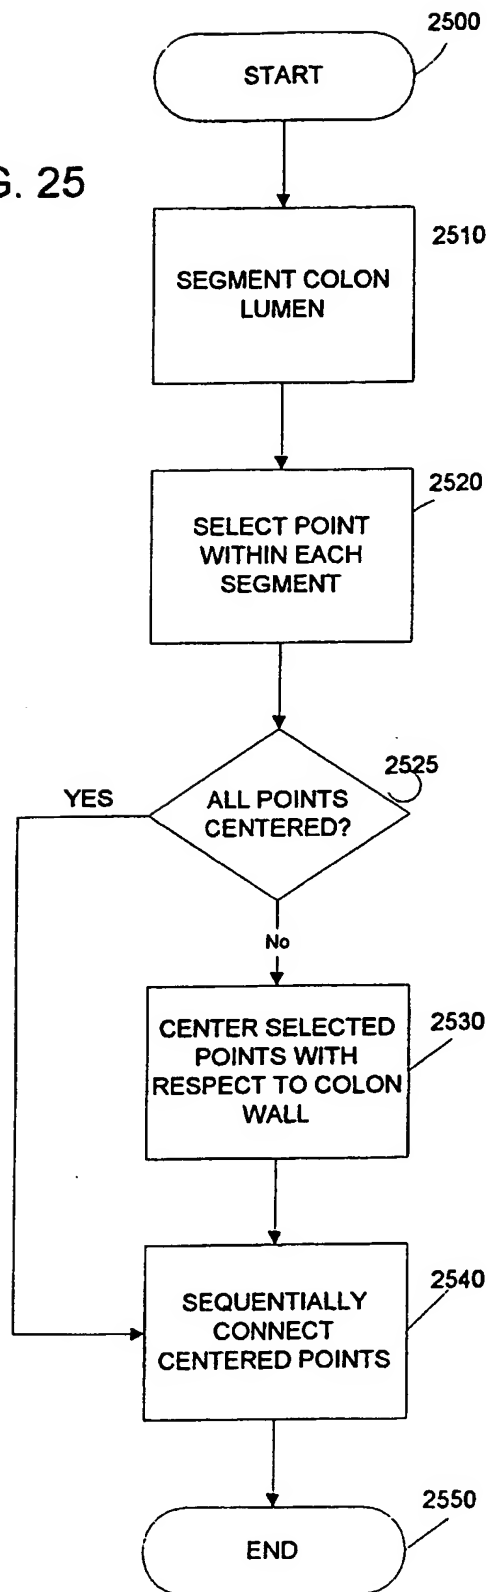 2500
START
G. 25
2510
SEGMENT COLON
LUMEN
2520
SELECT POINT
WITHIN EACH
SEGMENT
2525
YES
ALL POINTS
CENTERED?
No
2530
CENTER SELECTED
POINTS WITH
RESPECT TO COLON
WALL
2540
SEQUENTIALLY
CONNECT
CENTERED POINTS
2550
END